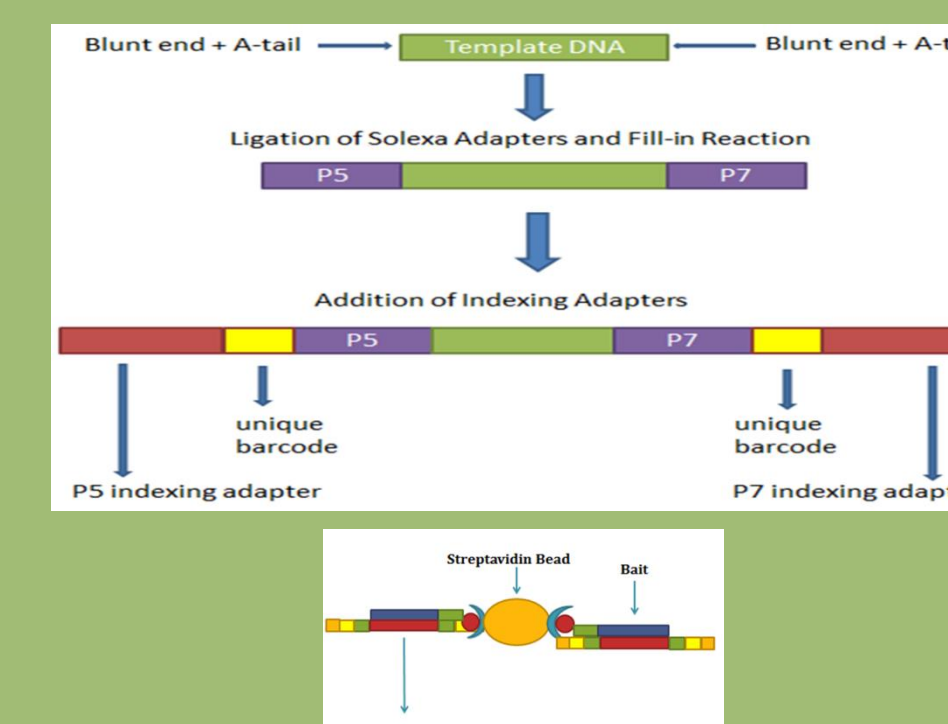 Blunt end + A-tail
Template DNA
Blunt end + A-t
Ligation of Solexa Adapters and Fill-in Reaction
P5
P7
Addition of Indexing Adapters
P5
P7
unique
barcode
unique
barcode
P5 indexing adapter
P7 indexing adapt
Streptavidin Bead
Bait